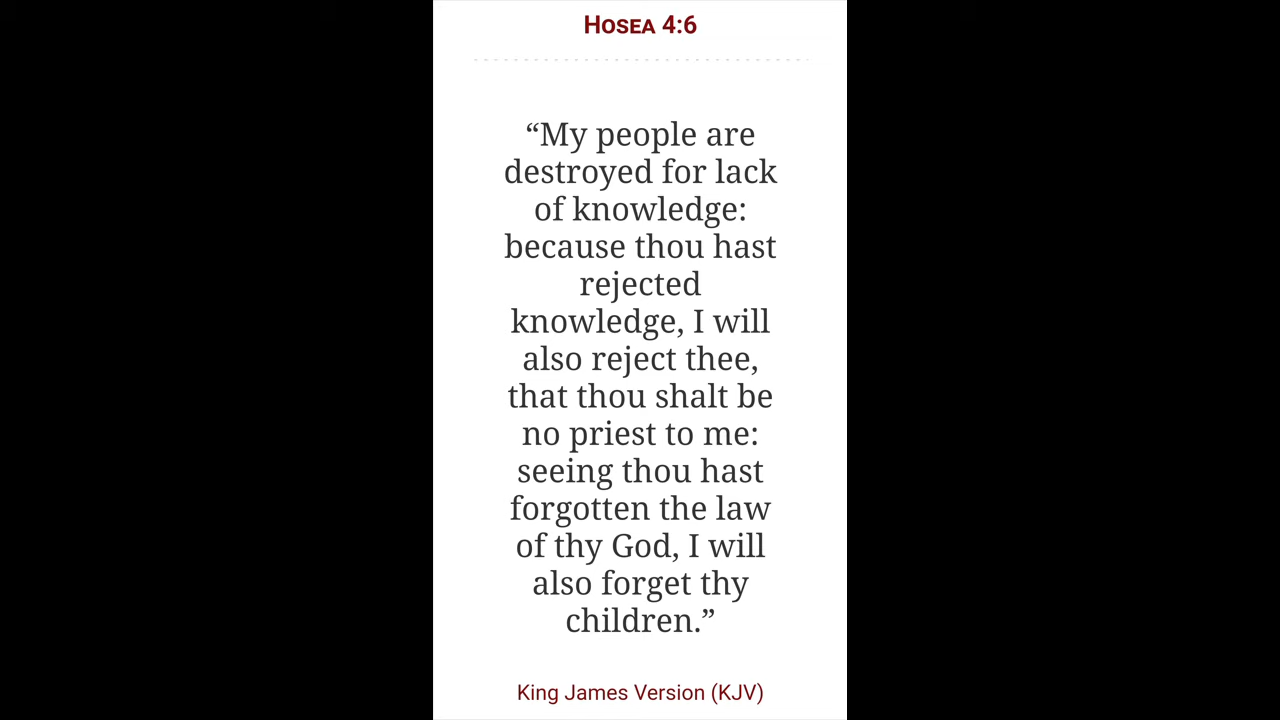 Hosea 4:6
“My people are
destroyed for lack
of knowledge:
because thou hast
rejected
knowledge, I will
also reject thee,
that thou shalt be
no priest to me:
seeing thou hast
forgotten the law
of thy God, I will
also forget thy
children.”
King James Version (KJV)